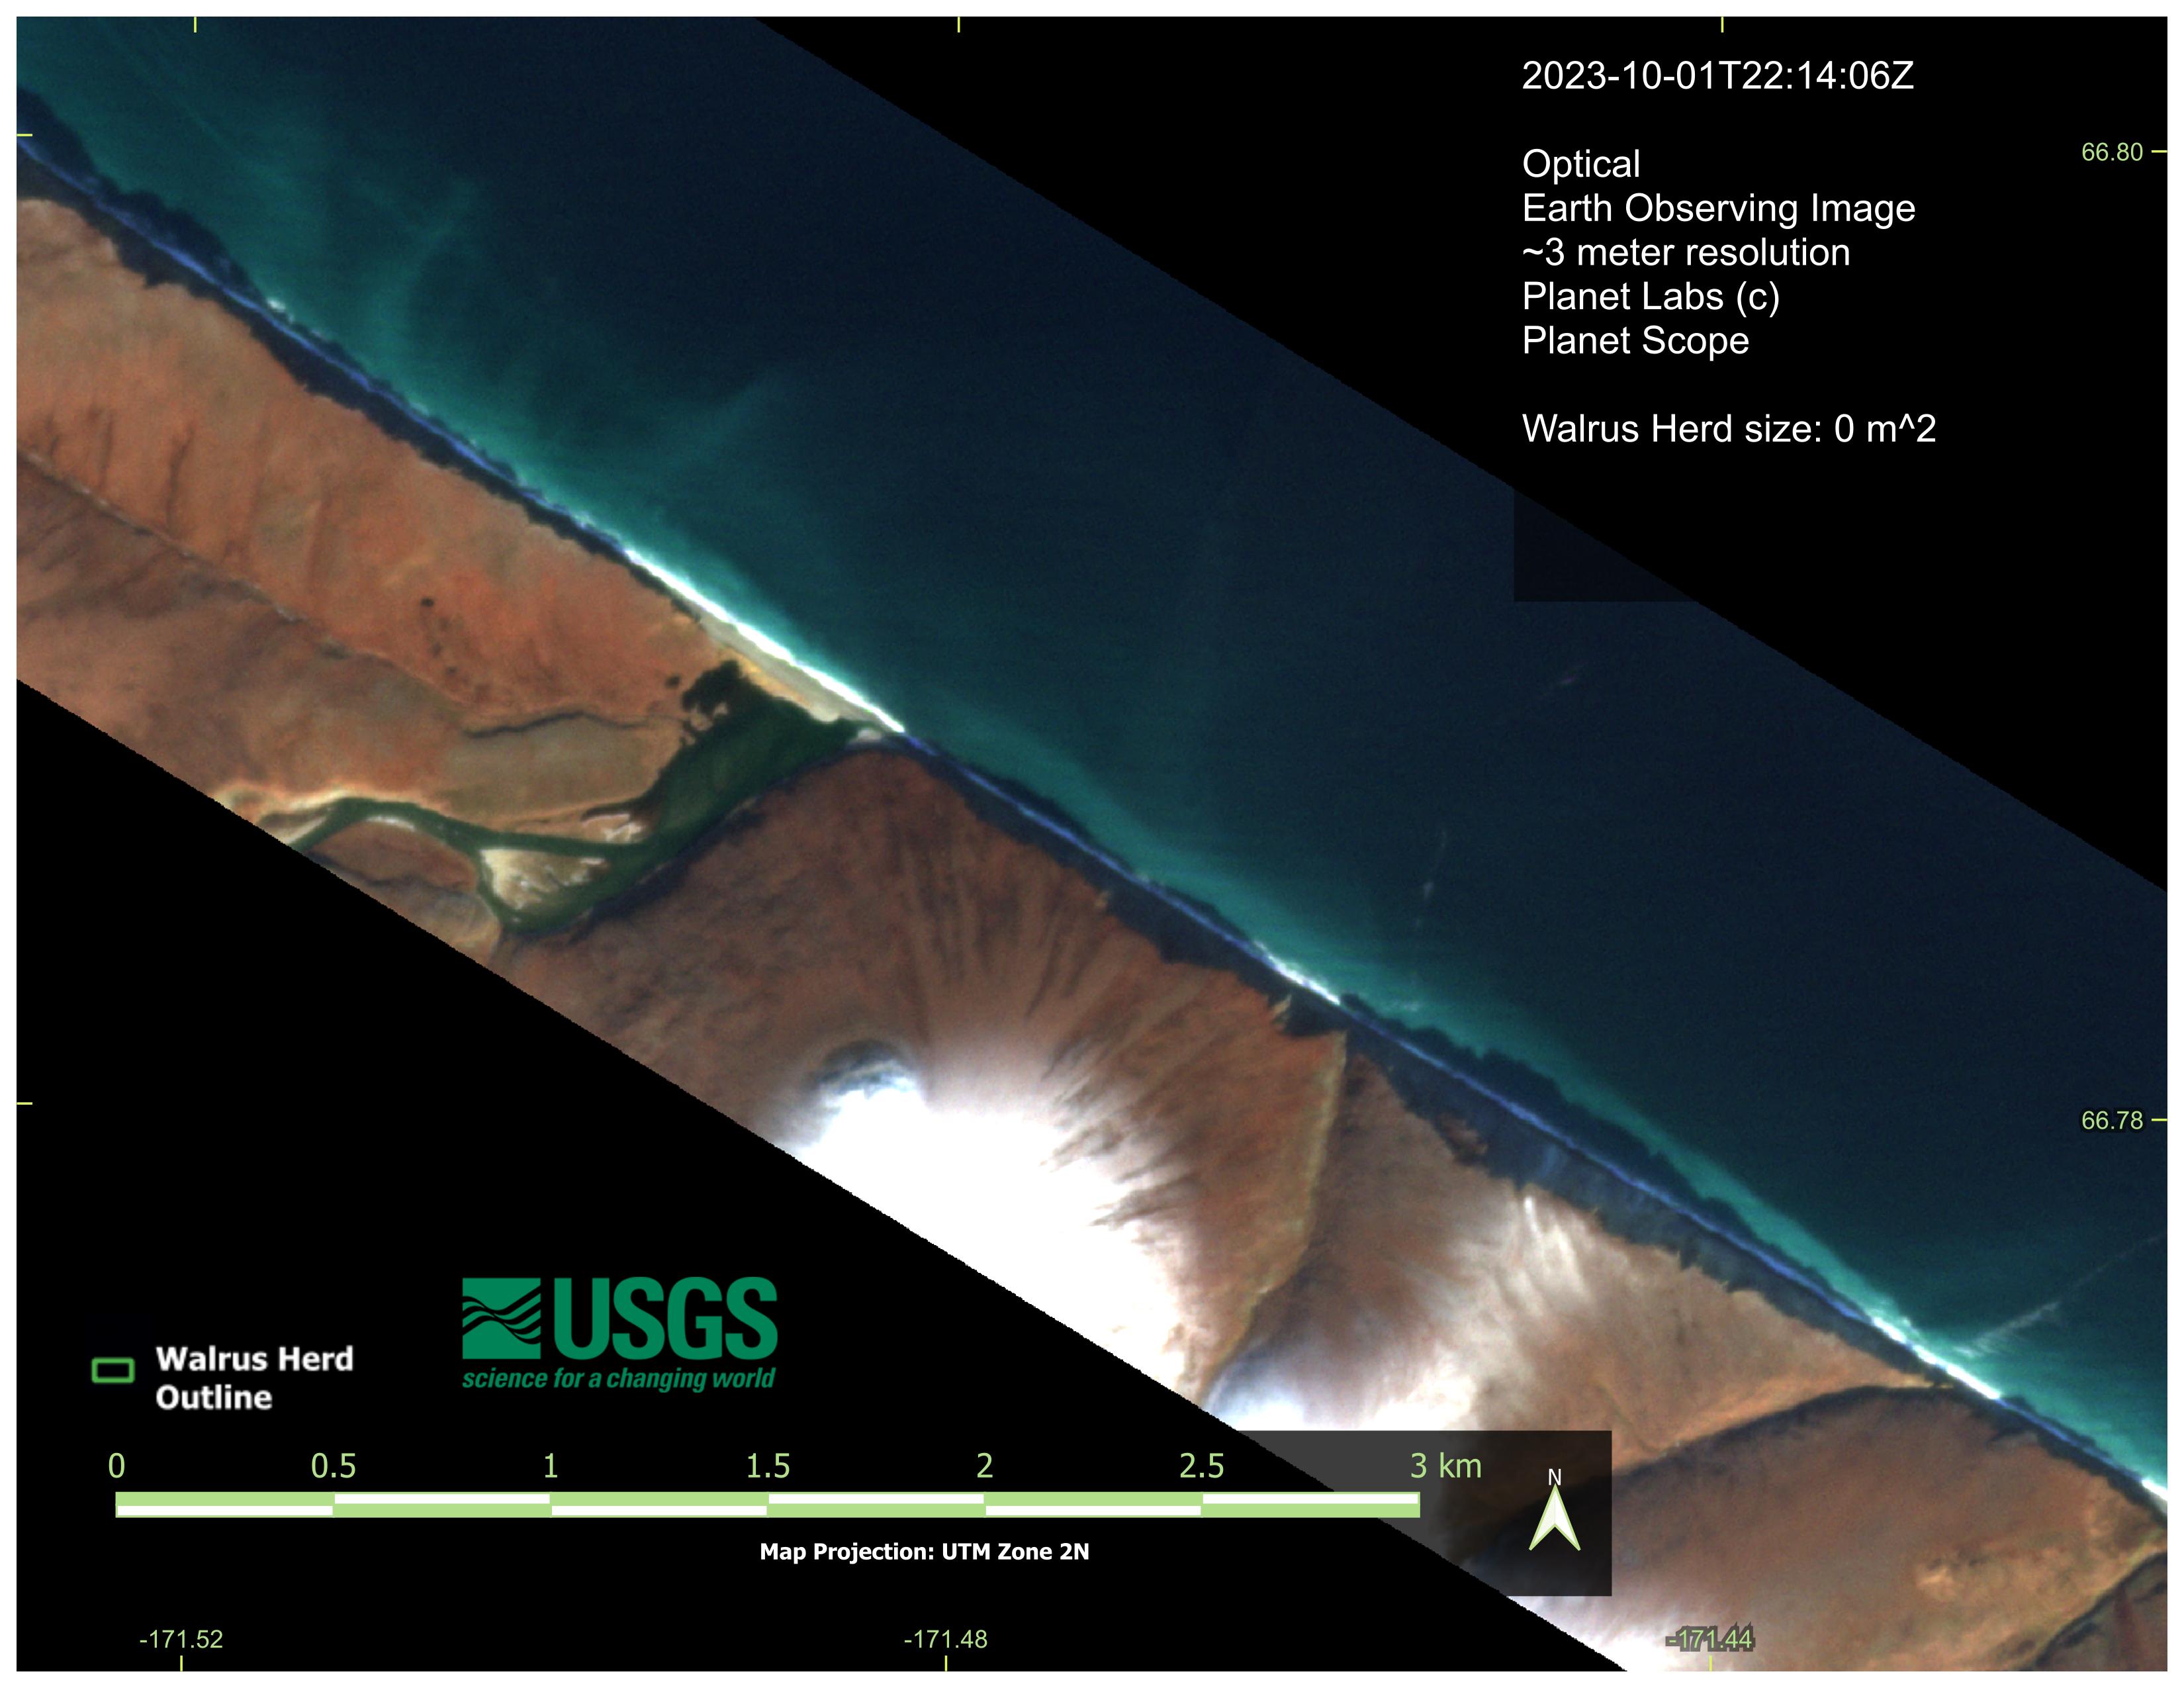 2023-10-01T22:14:06Z
66.80
Optical
Earth Observing Image
~3 meter resolution
Planet Labs (c)
Planet Scope
Walrus Herd size: 0 m^2
66.78
USGS
science for a changing world
Walrus Herd
Outline
0 0.5 1 1.5 2 2.5 3 km
N
Map Projection: UTM Zone 2N
-171.52 -171.48 -171.44